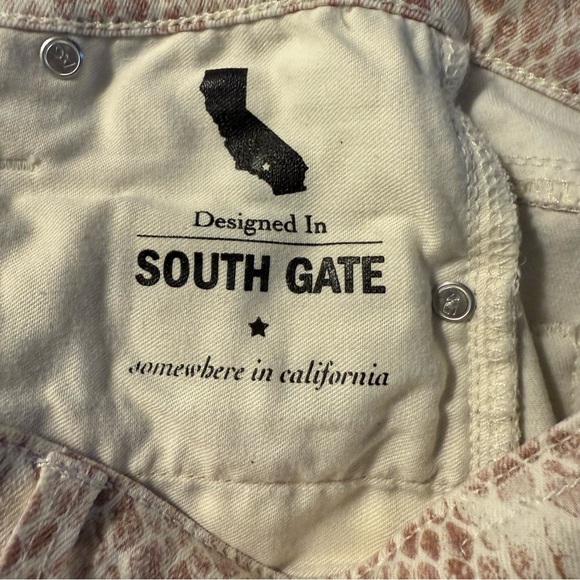 Designed In
SOUTH GATE
somewhere in california